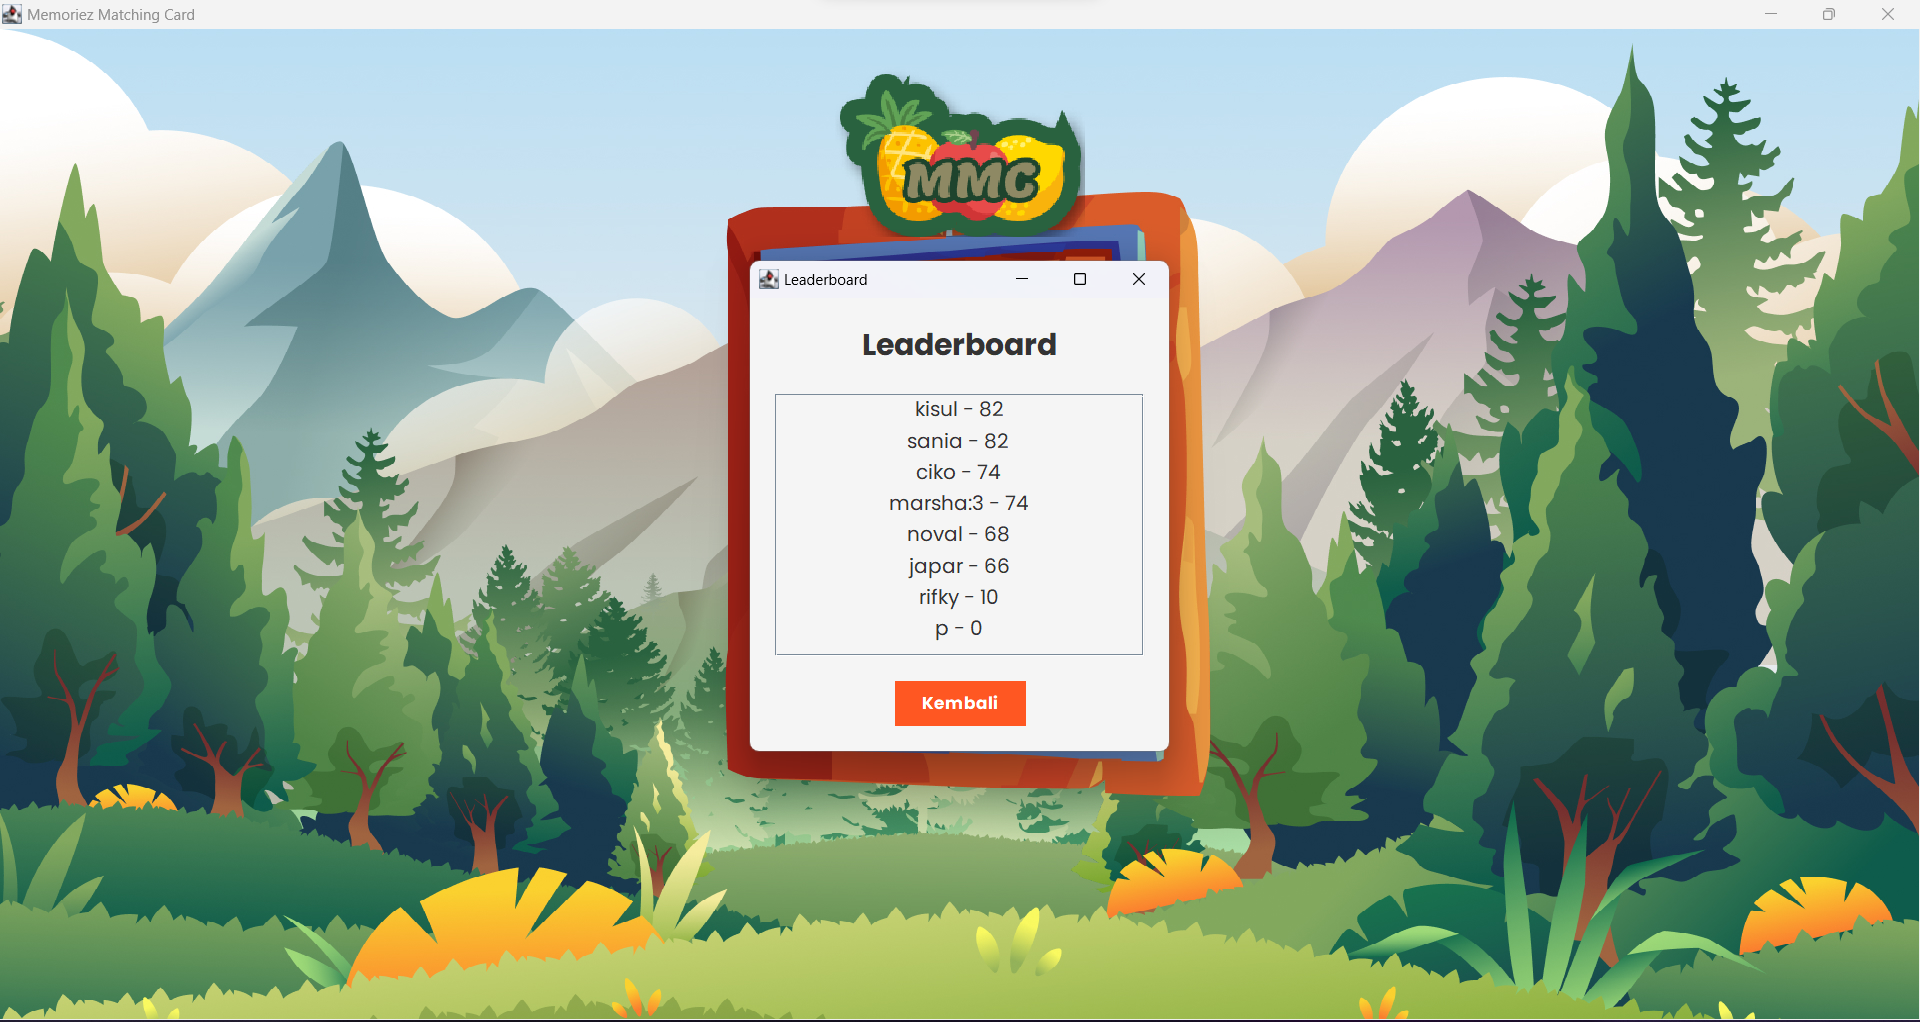 Memoriez Matching Card
MMC
Leaderboard
Leaderboard
kisul - 82
sania - 82
ciko - 74
marsha:3 - 74
noval - 68
japar - 66
rifky - 10
p - 0
Kembali